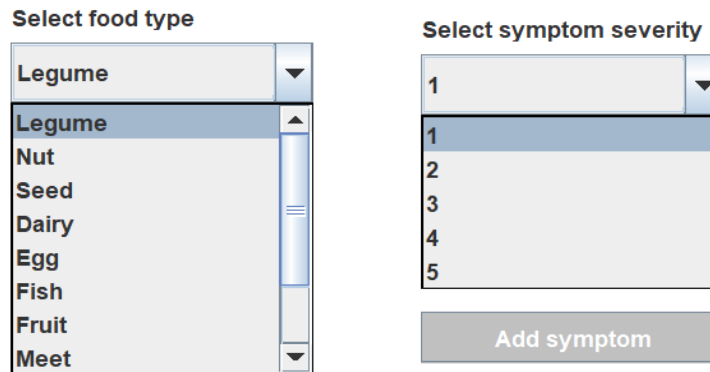 Select food type
Legume
Legume
Nut
Seed
Dairy
Egg
Fish
Fruit
Meet
Select symptom severity
1
1
2
3
4
5
Add symptom